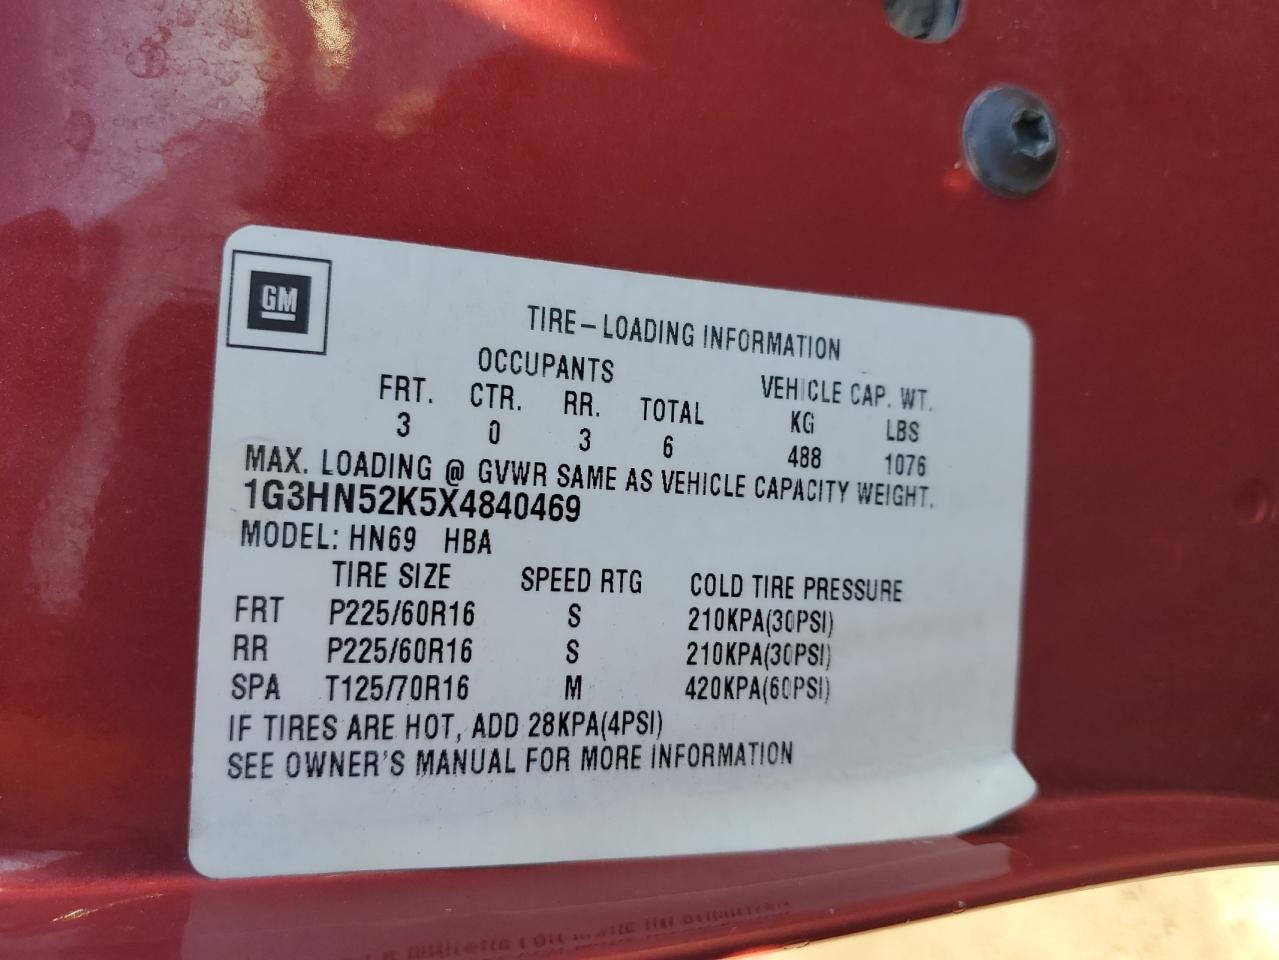 GM
TIRE-LOADING INFORMATION
OCCUPANTS VEHICLE CAP. WT.
FRT. CTR. RR. TOTAL KG LBS
3 0 3 6 488 1076
MAX. LOADING @ GVWR SAME AS VEHICLE CAPACITY WEIGHT.
1G3HN52K5X4840469
MODEL: HN69 HBA
TIRE SIZE SPEED RTG COLD TIRE PRESSURE
FRT P225/60R16 S 210KPA(30PSI)
RR P225/60R16 S 210KPA(30PSI)
SPA T125/70R16 M 420KPA(60PSI)
IF TIRES ARE HOT, ADD 28KPA(4PSI)
SEE OWNER'S MANUAL FOR MORE INFORMATION